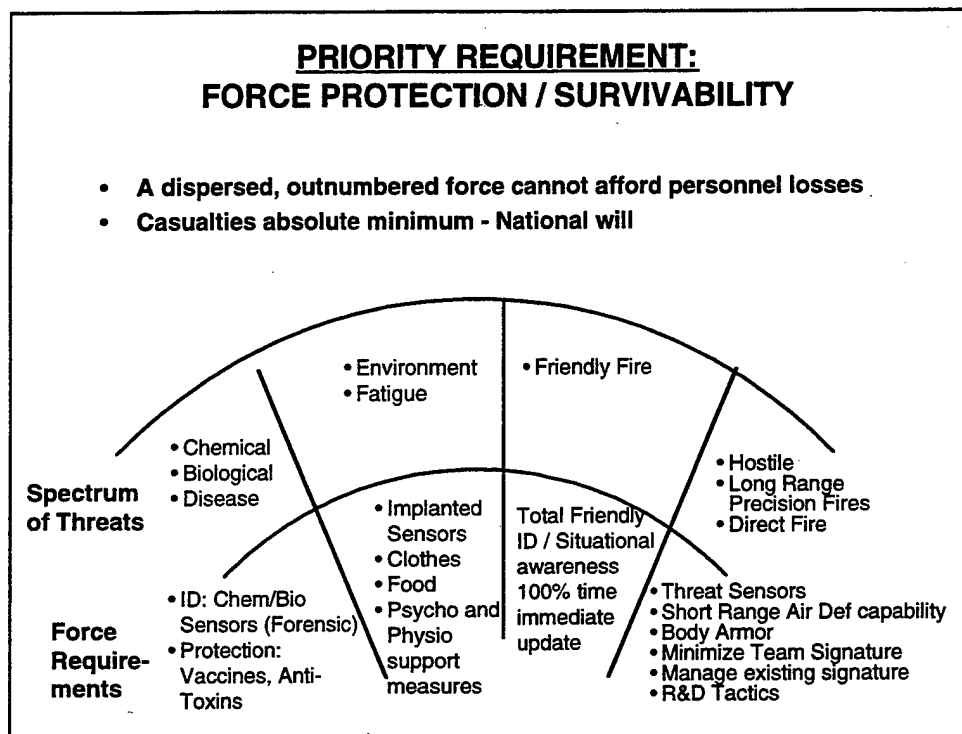 PRIORITY REQUIREMENT:
FORCE PROTECTION / SURVIVABILITY
• A dispersed, outnumbered force cannot afford personnel losses
• Casualties absolute minimum - National will
Spectrum
of Threats
• Chemical
• Biological
• Disease
• Environment
• Fatigue
• Friendly Fire
• Hostile
• Long Range
Precision Fires
• Direct Fire
Force
Require-
ments
• ID: Chem/Bio
Sensors (Forensic)
• Protection:
Vaccines, Anti-
Toxins
• Implanted
Sensors
• Clothes
• Food
• Psycho and
Physio
support
measures
Total Friendly
ID / Situational
awareness
100% time
immediate
update
• Threat Sensors
• Short Range Air Def capability
• Body Armor
• Minimize Team Signature
• Manage existing signature
• R&D Tactics